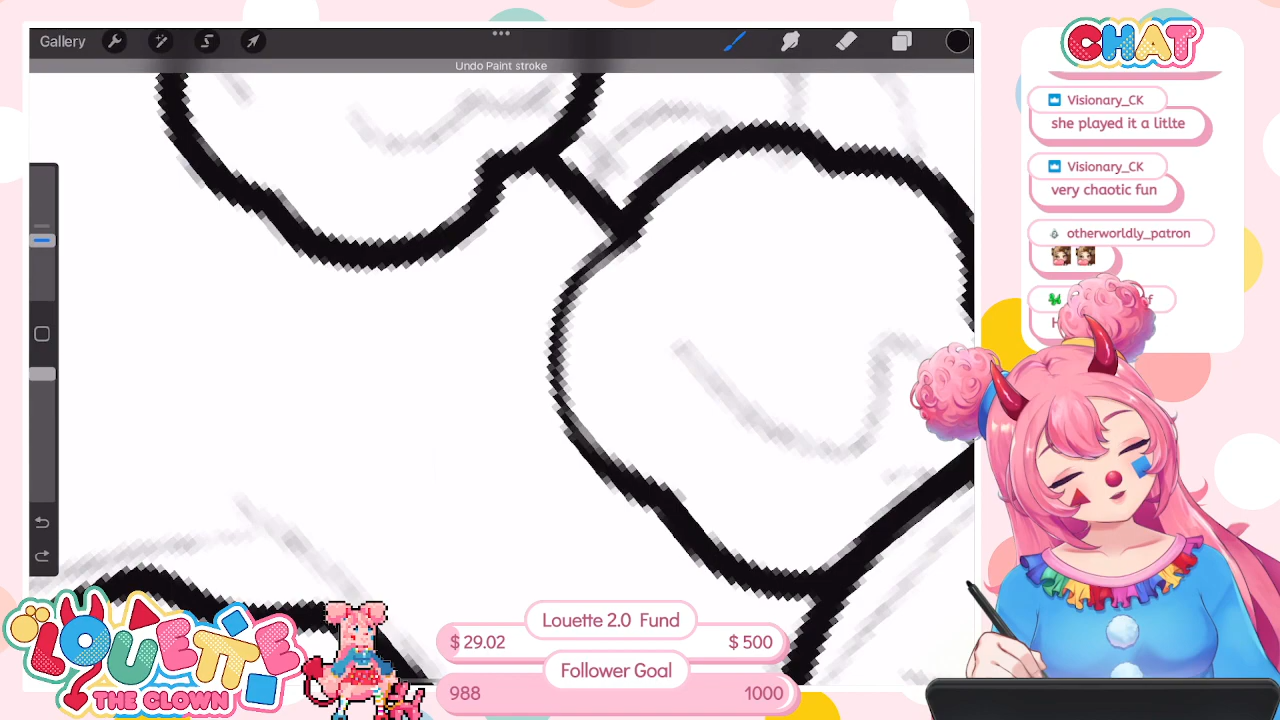 Gallery
Undo Paint stroke
CHAT
Visionary_CK
she played it a litlte
Visionary_CK
very chaotic fun
otherworldly_patron
LOUETTE
THE CLOWN
Louette 2.0 Fund
$ 29.02
$ 500
Follower Goal
988
1000